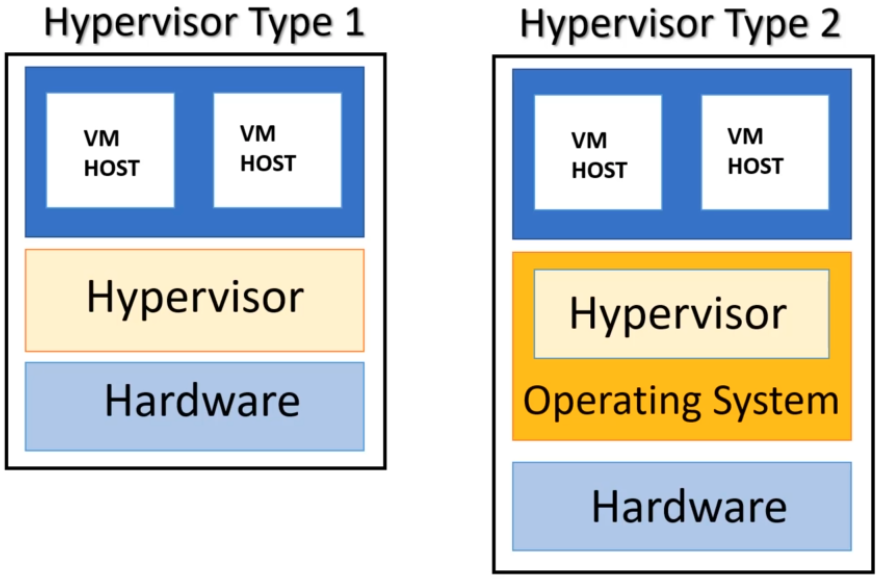 Hypervisor Type 1
VM
HOST
VM
HOST
Hypervisor
Hardware
Hypervisor Type 2
VM
HOST
VM
HOST
Hypervisor
Operating System
Hardware